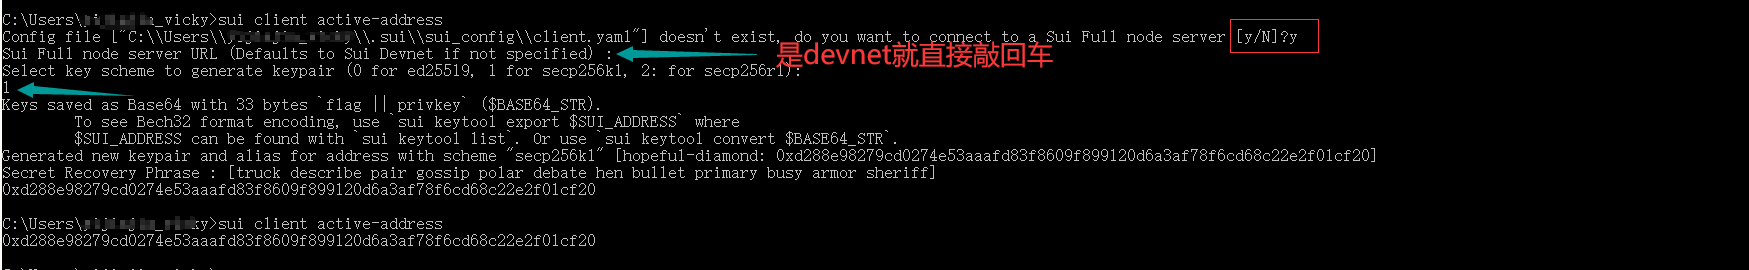 C:\Users\ _vicky>sui client active-address
Config file ["C:\\Users\\ \\.sui\\sui_config\\client.yaml"] doesn't exist, do you want to connect to a Sui Full node server [y/N]?y
Sui Full node server URL (Defaults to Sui Devnet if not specified) :
是devnet就直接敲回车
Select key scheme to generate keypair (0 for ed25519, 1 for secp256k1, 2: for secp256r1):
1
Keys saved as Base64 with 33 bytes `flag || privkey` ($BASE64_STR).
To see Bech32 format encoding, use `sui keytool export $SUI_ADDRESS` where
$SUI_ADDRESS can be found with `sui keytool list`. Or use `sui keytool convert $BASE64_STR`.
Generated new keypair and alias for address with scheme "secp256k1" [hopeful-diamond: 0xd288e98279cd0274e53aaafd83f8609f899120d6a3af78f6cd68c22e2f01cf20]
Secret Recovery Phrase : [truck describe pair gossip polar debate hen bullet primary busy armor sheriff]
0xd288e98279cd0274e53aaafd83f8609f899120d6a3af78f6cd68c22e2f01cf20
C:\Users\ ky>sui client active-address
0xd288e98279cd0274e53aaafd83f8609f899120d6a3af78f6cd68c22e2f01cf20